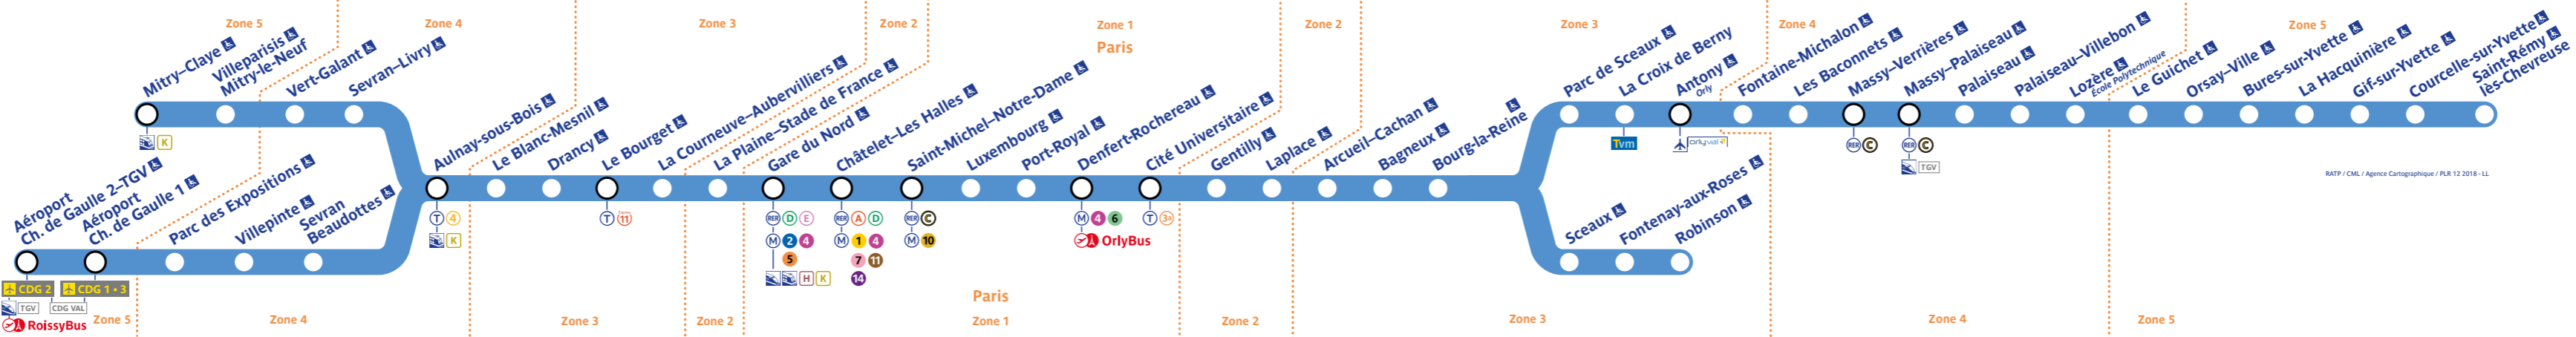 Zone 5
Zone 4
Zone 3
Zone 2
Zone 1
Paris
Zone 2
Zone 3
Zone 4
Zone 5
Mitry–Claye
Villeparisis
Mitry-le-Neuf
Vert-Galant
Sevran–Livry
K
Aéroport
Ch. de Gaulle 2–TGV
Aéroport
Ch. de Gaulle 1
Parc des Expositions
Villepinte
Sevran
Beaudottes
CDG 2
CDG 1 • 3
TGV
CDG VAL
RoissyBus
Aulnay-sous-Bois
T 4
K
Le Blanc-Mesnil
Drancy
Le Bourget
T 11
La Courneuve–Aubervilliers
La Plaine–Stade de France
Gare du Nord
RER D E
M 2 4
5
H K
Châtelet–Les Halles
RER A D
M 1 4
7 11
14
Saint-Michel–Notre-Dame
RER C
M 10
Luxembourg
Port-Royal
Denfert-Rochereau
M 4 6
OrlyBus
Cité Universitaire
T 3a
Gentilly
Laplace
Arcueil–Cachan
Bagneux
Bourg-la-Reine
Parc de Sceaux
La Croix de Berny
Tvm
Antony
Orly
orlyval
Fontaine-Michalon
Les Baconnets
Massy–Verrières
RER C
Massy–Palaiseau
RER C
TGV
Palaiseau
Palaiseau–Villebon
Lozère
École Polytechnique
Le Guichet
Orsay–Ville
Bures-sur-Yvette
La Hacquinière
Gif-sur-Yvette
Courcelle-sur-Yvette
Saint-Rémy
lès-Chevreuse
Sceaux
Fontenay-aux-Roses
Robinson
RATP / CML / Agence Cartographique / PLR 12 2018 - LL
Zone 5
Zone 4
Zone 3
Zone 2
Paris
Zone 1
Zone 2
Zone 3
Zone 4
Zone 5